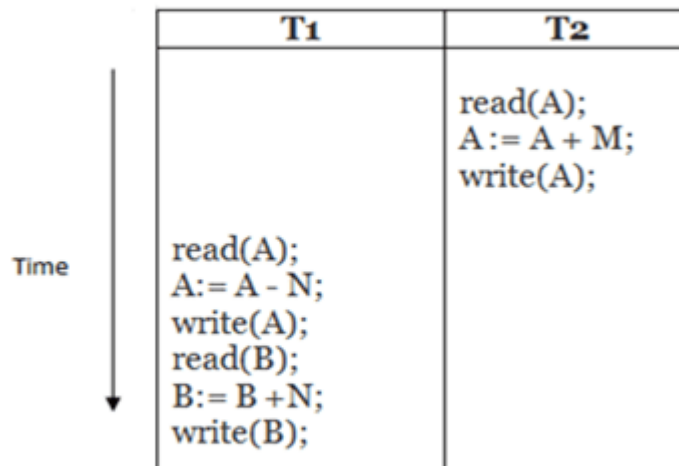 T1 T2
read(A);
A := A + M;
write(A);
Time
read(A);
A:= A - N;
write(A);
read(B);
B:= B +N;
write(B);